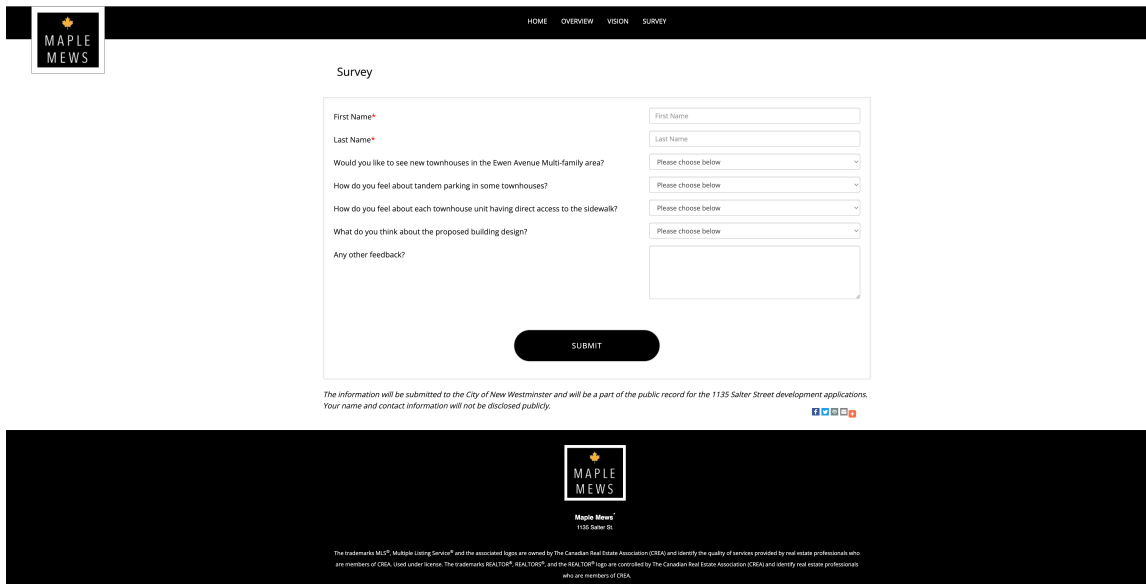 MAPLE
MEWS
HOME OVERVIEW VISION SURVEY
Survey
First Name*
First Name
Last Name*
Last Name
Would you like to see new townhouses in the Ewen Avenue Multi-family area?
Please choose below
How do you feel about tandem parking in some townhouses?
Please choose below
How do you feel about each townhouse unit having direct access to the sidewalk?
Please choose below
What do you think about the proposed building design?
Please choose below
Any other feedback?
SUBMIT
The information will be submitted to the City of New Westminster and will be a part of the public record for the 1135 Salter Street development applications.
Your name and contact information will not be disclosed publicly.
MAPLE
MEWS
Maple Mews
1135 Salter St.
The trademarks MLS®, Multiple Listing Service® and the associated logos are owned by The Canadian Real Estate Association (CREA) and identify the quality of services provided by real estate professionals who
are members of CREA. Used under license. The trademarks REALTOR®, REALTORS®, and the REALTOR® logo are controlled by The Canadian Real Estate Association (CREA) and identify real estate professionals
who are members of CREA.